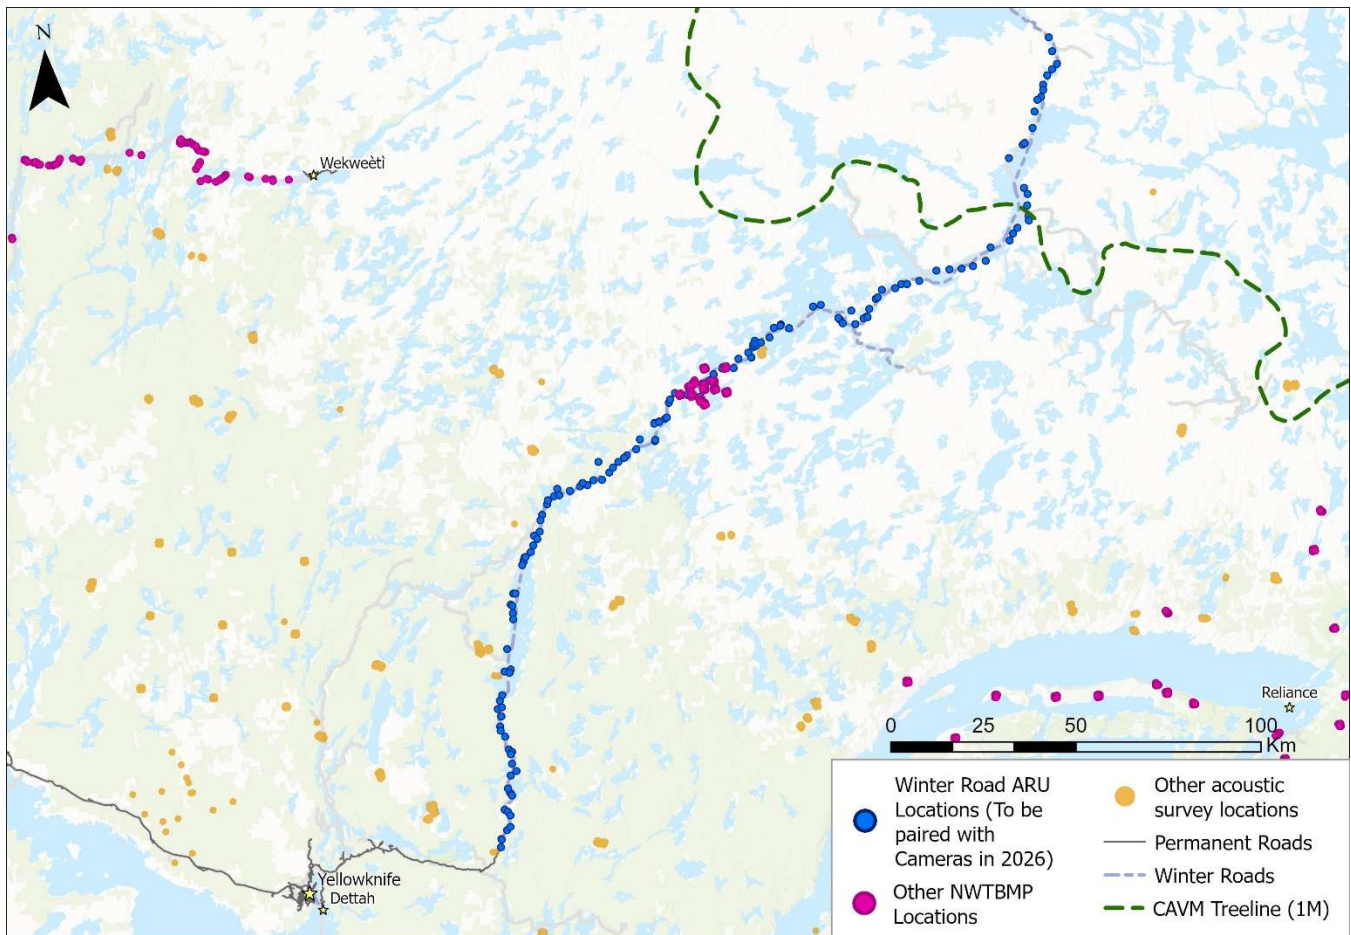 N
Wekweètì
Reliance
0 25 50 100
Km
Yellowknife
Dettah
Winter Road ARU
Locations (To be
paired with
Cameras in 2026)
Other NWTBMP
Locations
Other acoustic
survey locations
Permanent Roads
Winter Roads
CAVM Treeline (1M)